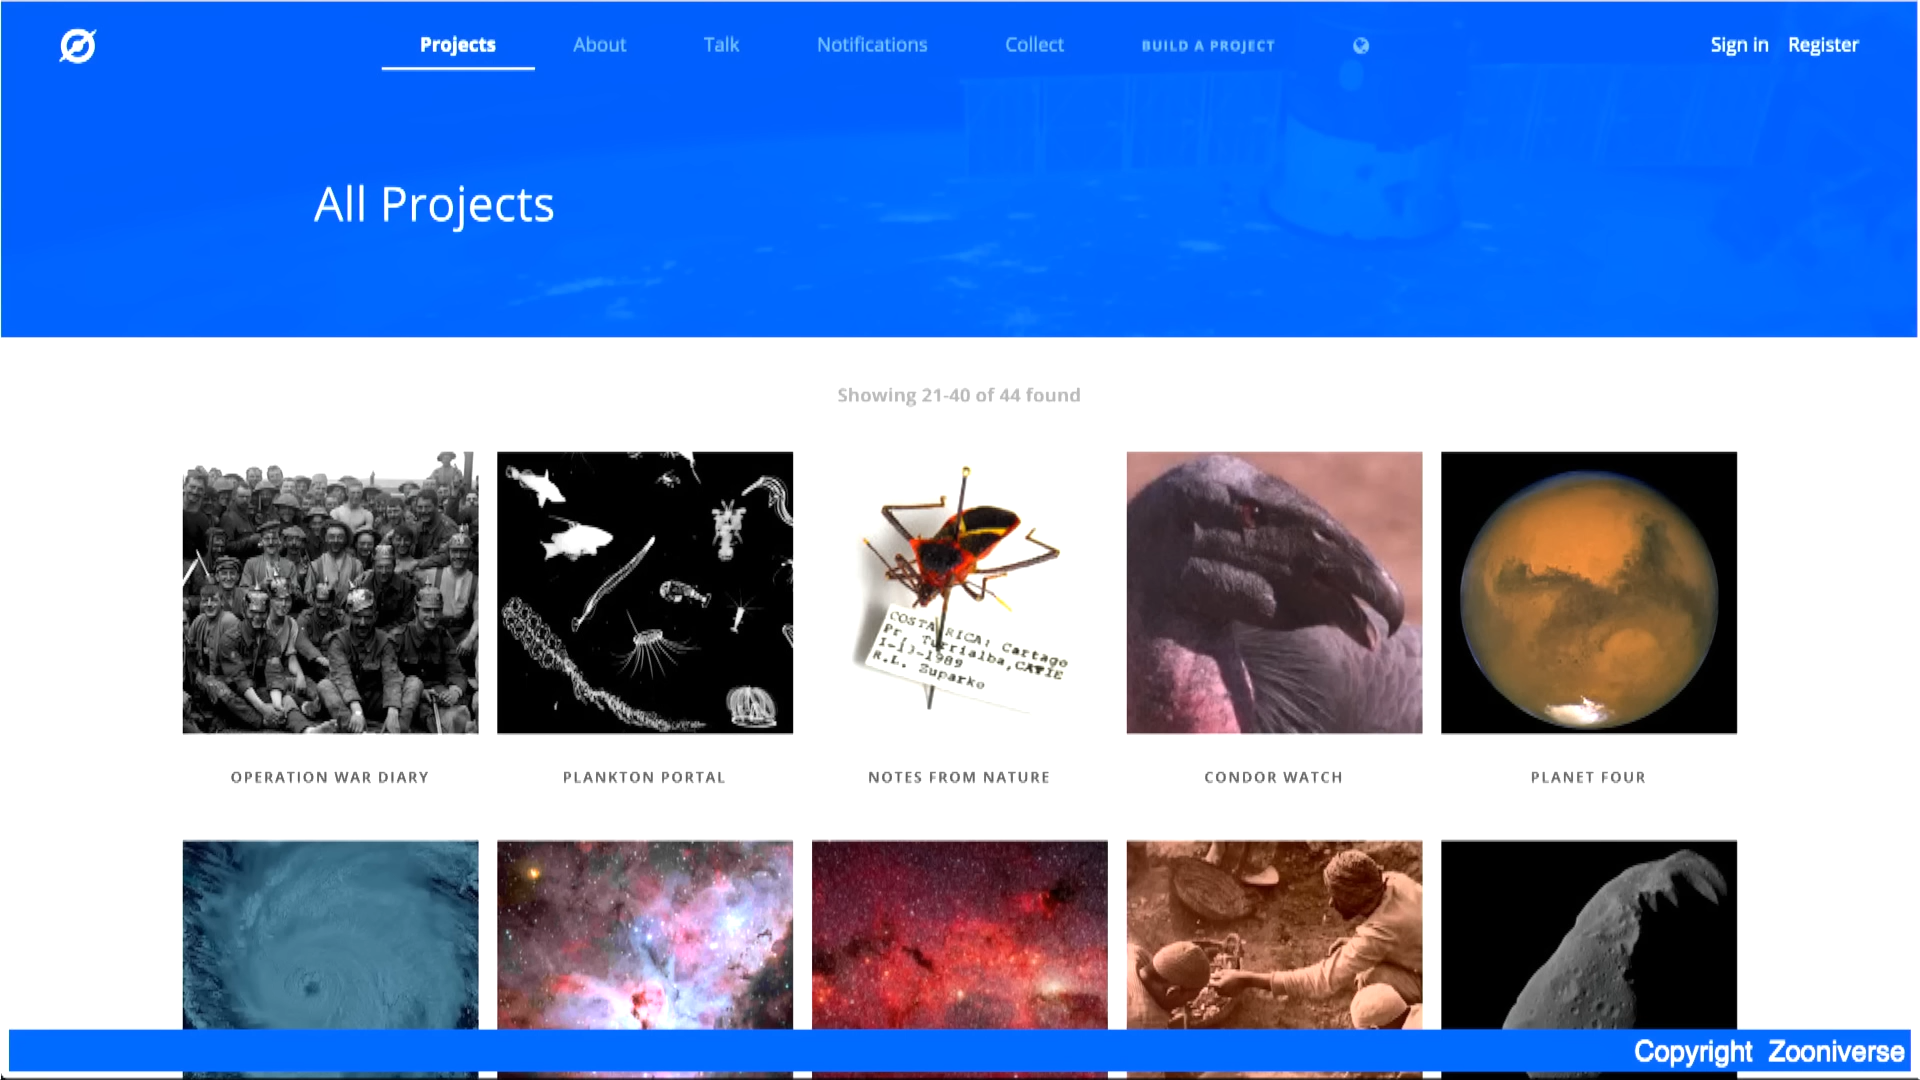 Projects About Talk Notifications Collect BUILD A PROJECT Sign in Register
All Projects
Showing 21-40 of 44 found
COSTA RICA: Cartago
Pr. Turrialba, CATIE
I-13-1989
R.L. Zuparko
OPERATION WAR DIARY
PLANKTON PORTAL
NOTES FROM NATURE
CONDOR WATCH
PLANET FOUR
Copyright Zooniverse